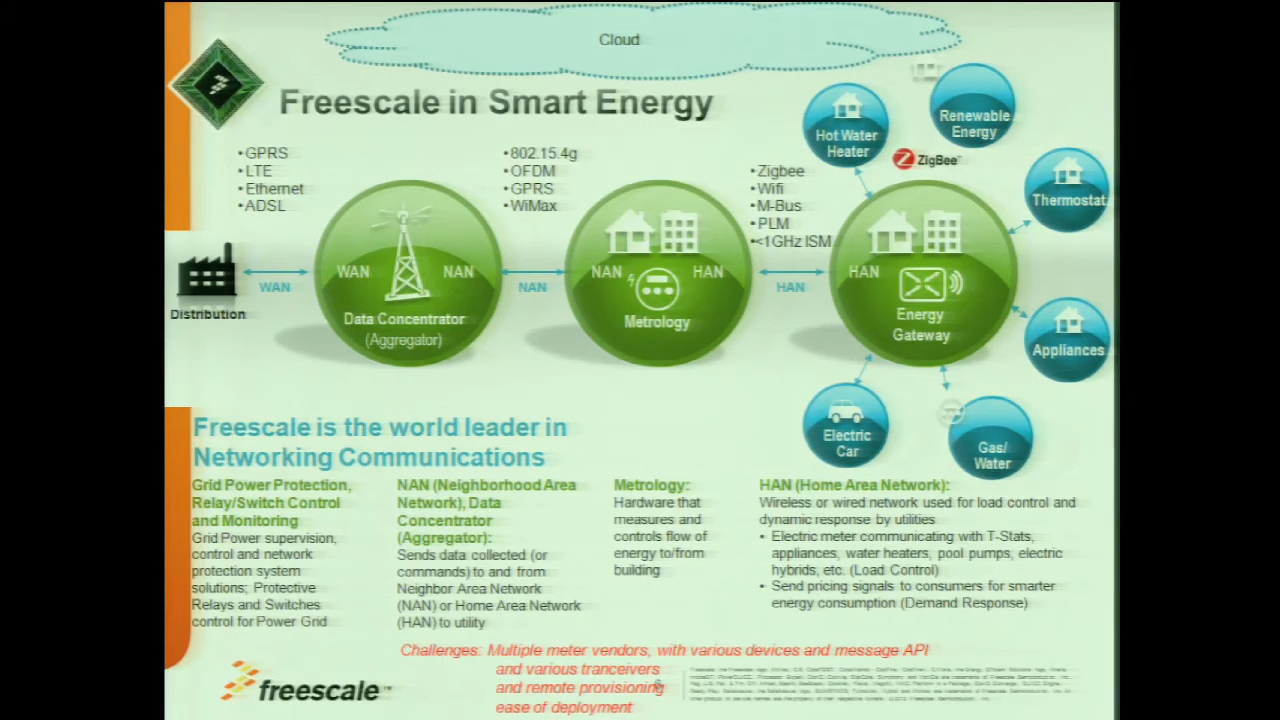 Cloud
Freescale in Smart Energy
Hot Water
Heater
Renewable
Energy
ZigBee
Thermostat
• GPRS
• LTE
• Ethernet
• ADSL
• 802.15.4g
• OFDM
• GPRS
• WiMax
• Zigbee
• Wifi
• M-Bus
• PLM
• <1GHz ISM
Distribution
WAN
WAN
NAN
Data Concentrator
(Aggregator)
NAN
NAN
HAN
Metrology
HAN
HAN
Energy
Gateway
Appliances
Electric
Car
Gas/
Water
Freescale is the world leader in
Networking Communications
Grid Power Protection,
Relay/Switch Control
and Monitoring
Grid Power supervision,
control and network
protection system
solutions; Protective
Relays and Switches
control for Power Grid
NAN (Neighborhood Area
Network), Data
Concentrator
(Aggregator):
Sends data collected (or
commands) to and from
Neighbor Area Network
(NAN) or Home Area Network
(HAN) to utility
Metrology:
Hardware that
measures and
controls flow of
energy to/from
building
HAN (Home Area Network):
Wireless or wired network used for load control and
dynamic response by utilities
• Electric meter communicating with T-Stats,
appliances, water heaters, pool pumps, electric
hybrids, etc. (Load Control)
• Send pricing signals to consumers for smarter
energy consumption (Demand Response)
Challenges: Multiple meter vendors, with various devices and message API
and various tranceivers
and remote provisioning
ease of deployment
freescale™